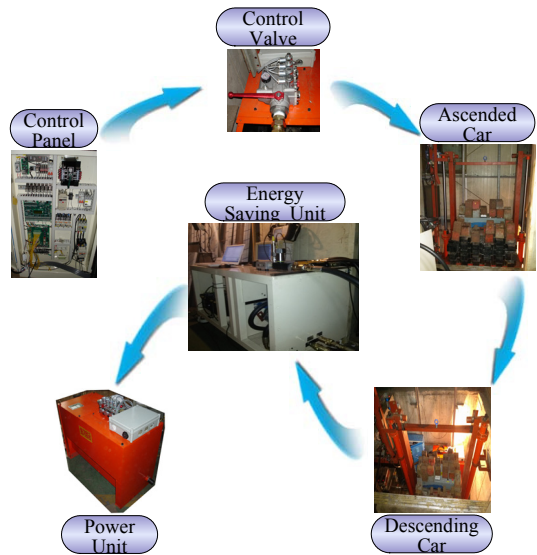 Control
Valve
Control
Panel
Ascended
Car
Energy
Saving Unit
Power
Unit
Descending
Car